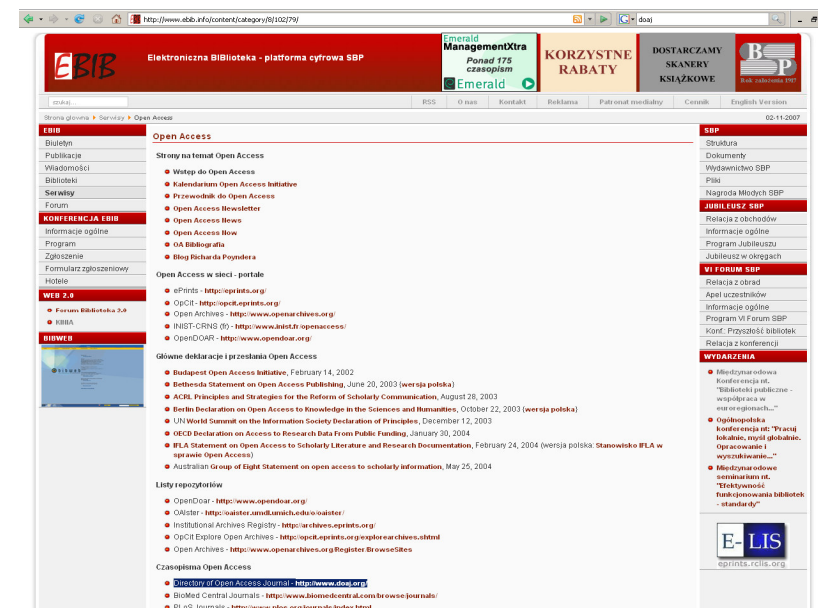 http://www.ebib.info/content/category/8/102/79/
doaj
EBIB
Elektroniczna BIBlioteka - platforma cyfrowa SBP
Emerald
ManagementXtra
Ponad 175
czasopism
Emerald
KORZYSTNE
RABATY
DOSTARCZAMY
SKANERY
KSIĄŻKOWE
BP
Rok założenia 1917
szukaj...
RSS
O nas
Kontakt
Reklama
Patronat medialny
Cennik
English Version
Strona główna
Serwisy
Open Access
02-11-2007
EBIB
Biuletyn
Publikacje
Wiadomości
Biblioteki
Serwisy
Forum
KONFERENCJA EBIB
Informacje ogólne
Program
Zgłoszenie
Formularz zgłoszeniowy
Hotele
WEB 2.0
Forum Biblioteka 2.0
BIBWEB
Open Access
Strony na temat Open Access
Wstęp do Open Access
Kalendarium Open Access Initiative
Przewodnik do Open Access
Open Access Newsletter
Open Access News
Open Access Now
OA Bibliografia
Blog Richarda Poyndera
Open Access w sieci - portale
ePrints - http://eprints.org/
OpCit - http://opcit.eprints.org/
Open Archives - http://www.openarchives.org/
INIST-CRNS (fr) - http://www.inist.fr/openaccess/
OpenDOAR - http://www.opendoar.org/
Główne deklaracje i przesłania Open Access
Budapest Open Access Initiative, February 14, 2002
Bethesda Statement on Open Access Publishing, June 20, 2003 (wersja polska)
ACRL Principles and Strategies for the Reform of Scholarly Communication, August 28, 2003
Berlin Declaration on Open Access to Knowledge in the Sciences and Humanities, October 22, 2003 (wersja polska)
UN World Summit on the Information Society Declaration of Principles, December 12, 2003
OECD Declaration on Access to Research Data From Public Funding, January 30, 2004
IFLA Statement on Open Access to Scholarly Literature and Research Documentation, February 24, 2004 (wersja polska: Stanowisko IFLA w
sprawie Open Access)
Australian Group of Eight Statement on open access to scholarly information, May 25, 2004
Listy repozytoriów
OpenDoar - http://www.opendoar.org/
OAIster - http://oaister.umdl.umich.edu/o/oaister/
Institutional Archives Registry - http://archives.eprints.org/
OpCit Explore Open Archives - http://opcit.eprints.org/explorearchives.shtml
Open Archives - http://www.openarchives.org/Register/BrowseSites
Czasopisma Open Access
Directory of Open Access Journal - http://www.doaj.org/
BioMed Central Journals - http://www.biomedcentral.com/browse/journals/
PLoS Journals - http://www.plos.org/journals/index.html
SBP
Struktura
Dokumenty
Wydawnictwo SBP
Pliki
Nagroda Młodych SBP
JUBILEUSZ SBP
Relacja z obchodów
Informacje ogólne
Program Jubileuszu
Jubileusz w okręgach
VI FORUM SBP
Relacja z obrad
Apel uczestników
Informacje ogólne
Program VI Forum SBP
Konf.: Przyszłość bibliotek
Relacja z konferencji
WYDARZENIA
Międzynarodowa
Konferencja nt.
"Biblioteki publiczne -
współpraca w
euroregionach..."
Ogólnopolska
konferencja nt: "Pracuj
lokalnie, myśl globalnie.
Opracowanie i
wyszukiwanie..."
Międzynarodowe
seminarium nt.
"Efektywność
funkcjonowania bibliotek
- standardy"
E-LIS
eprints.rclis.org